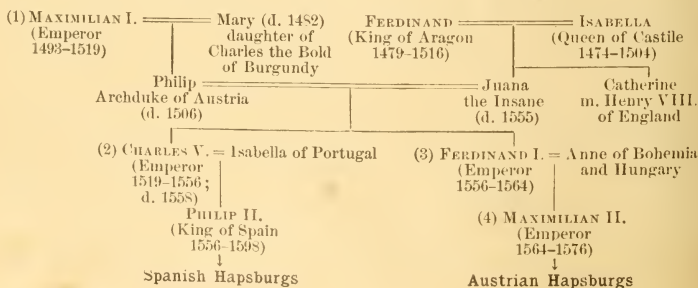 (1) MAXIMILIAN I. = Mary (d. 1482) FERDINAND = ISABELLA
(Emperor daughter of (King of Aragon (Queen of Castile
1493–1519) Charles the Bold 1479–1516) 1474–1504)
of Burgundy
Philip = Juana Catherine
Archduke of Austria the Insane m. Henry VIII.
(d. 1506) (d. 1555) of England
(2) CHARLES V. = Isabella of Portugal (3) FERDINAND I. = Anne of Bohemia
(Emperor (Emperor and Hungary
1519–1556; 1556–1564)
d. 1558)
PHILIP II. (4) MAXIMILIAN II.
(King of Spain (Emperor
1556–1598) 1564–1576)
↓ ↓
Spanish Hapsburgs Austrian Hapsburgs